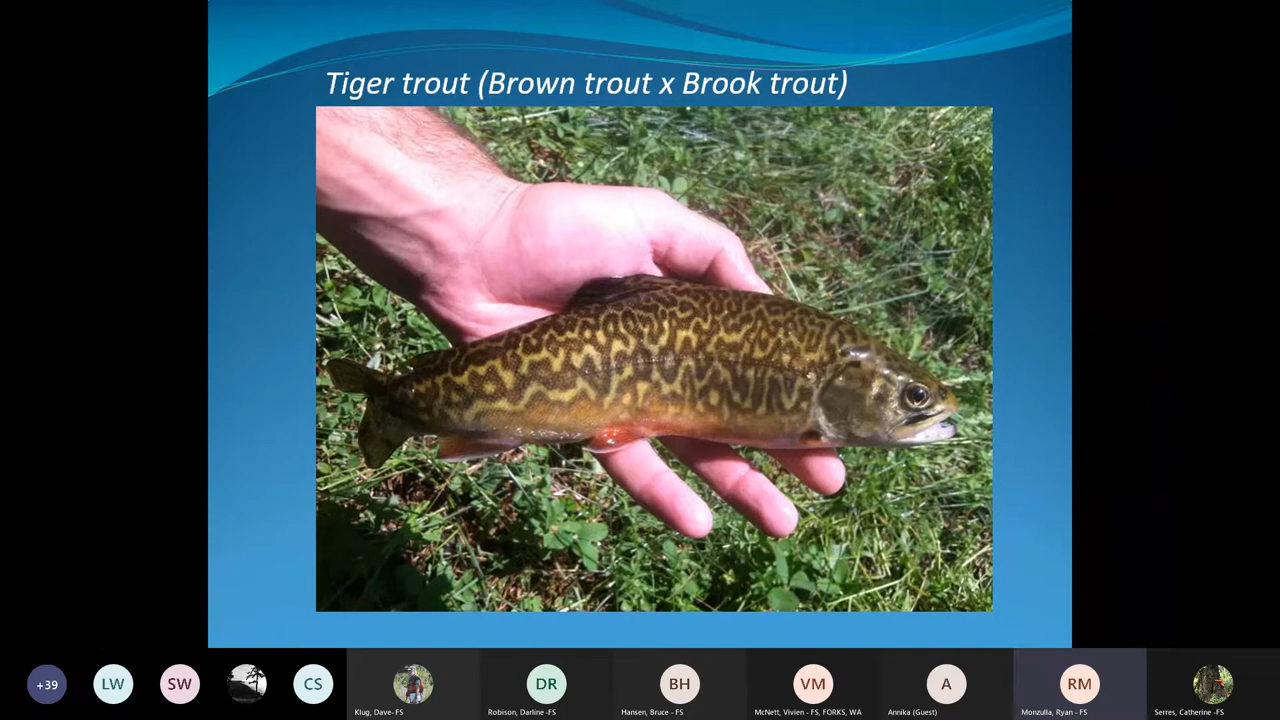 Tiger trout (Brown trout x Brook trout)
+39
LW
SW
CS
Klug, Dave- FS
DR
Robison, Darline -FS
BH
Hansen, Bruce - FS
VM
McNett, Vivien - FS, FORKS, WA
A
Annika (Guest)
RM
Monzulla, Ryan - FS
Serres, Catherine -FS